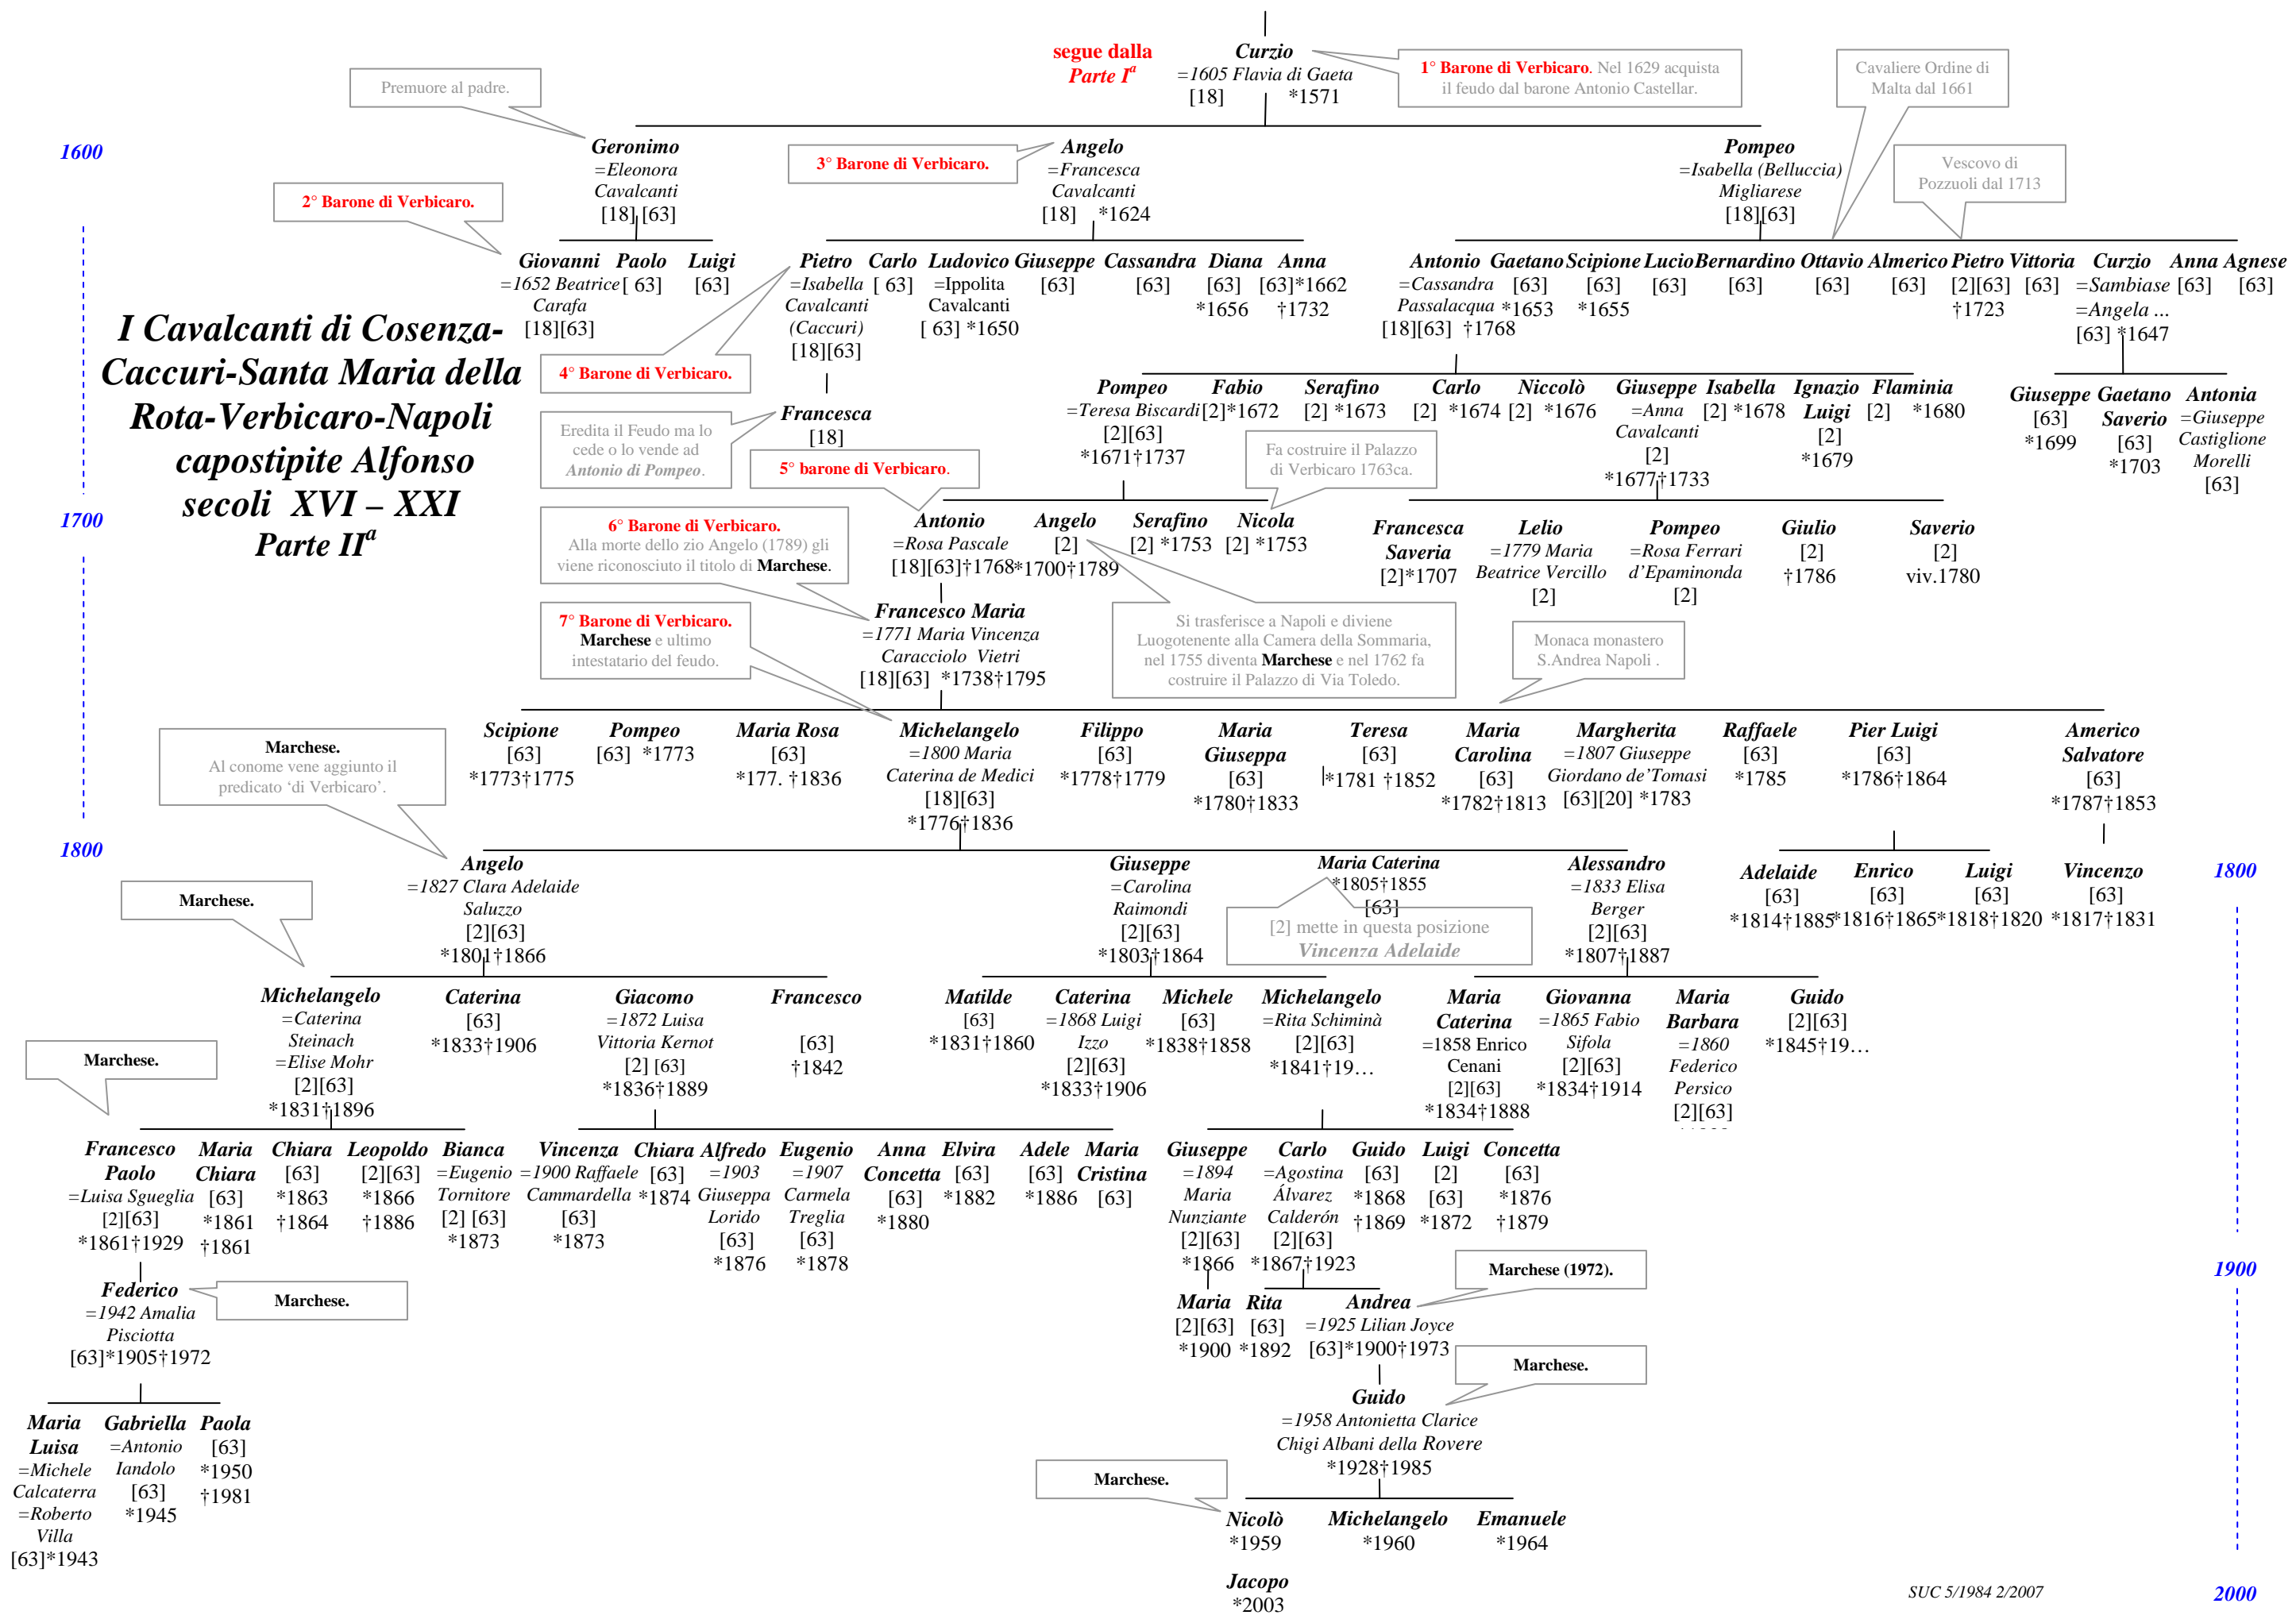 segue dalla
Parte Iª
Curzio
=1605 Flavia di Gaeta
[18] *1571
1° Barone di Verbicaro. Nel 1629 acquista
il feudo dal barone Antonio Castellar.
Cavaliere Ordine di
Malta dal 1661
Premuore al padre.
1600
Geronimo
=Eleonora
Cavalcanti
[18] [63]
3° Barone di Verbicaro.
Angelo
=Francesca
Cavalcanti
[18] *1624
Pompeo
=Isabella (Belluccia)
Migliarese
[18][63]
Vescovo di
Pozzuoli dal 1713
2° Barone di Verbicaro.
Giovanni
=1652 Beatrice
Carafa
[18][63]
Paolo
[ 63]
Luigi
[63]
Pietro
=Isabella
Cavalcanti
(Caccuri)
[18][63]
Carlo
[ 63]
Ludovico
=Ippolita
Cavalcanti
[ 63] *1650
Giuseppe
[63]
Cassandra
[63]
Diana
[63]
*1656
Anna
[63]*1662
†1732
Antonio
=Cassandra
Passalacqua
[18][63] †1768
Gaetano
[63]
*1653
Scipione
[63]
*1655
Lucio
[63]
Bernardino
[63]
Ottavio
[63]
Almerico
[63]
Pietro
[2][63]
†1723
Vittoria
[63]
Curzio
=Sambiase
=Angela ...
[63] *1647
Anna
[63]
Agnese
[63]
I Cavalcanti di Cosenza-
Caccuri-Santa Maria della
Rota-Verbicaro-Napoli
capostipite Alfonso
secoli XVI – XXI
Parte IIª
4° Barone di Verbicaro.
Francesca
[18]
Eredita il Feudo ma lo
cede o lo vende ad
Antonio di Pompeo.
Pompeo
=Teresa Biscardi
[2][63]
*1671†1737
Fabio
[2]*1672
Serafino
[2] *1673
Carlo
[2] *1674
Niccolò
[2] *1676
Giuseppe
=Anna
Cavalcanti
[2]
*1677†1733
Isabella
[2] *1678
Ignazio
Luigi
[2]
*1679
Flaminia
[2] *1680
Giuseppe
[63]
*1699
Gaetano
Saverio
[63]
*1703
Antonia
=Giuseppe
Castiglione
Morelli
[63]
5° barone di Verbicaro.
Fa costruire il Palazzo
di Verbicaro 1763ca.
1700
6° Barone di Verbicaro.
Alla morte dello zio Angelo (1789) gli
viene riconosciuto il titolo di Marchese.
Antonio
=Rosa Pascale
[18][63]†1768
Angelo
[2]
*1700†1789
Serafino
[2] *1753
Nicola
[2] *1753
Francesca
Saveria
[2]*1707
Lelio
=1779 Maria
Beatrice Vercillo
[2]
Pompeo
=Rosa Ferrari
d’Epaminonda
[2]
Giulio
[2]
†1786
Saverio
[2]
viv.1780
7° Barone di Verbicaro.
Marchese e ultimo
intestatario del feudo.
Francesco Maria
=1771 Maria Vincenza
Caracciolo Vietri
[18][63] *1738†1795
Si trasferisce a Napoli e diviene
Luogotenente alla Camera della Sommaria,
nel 1755 diventa Marchese e nel 1762 fa
costruire il Palazzo di Via Toledo.
Monaca monastero
S.Andrea Napoli .
Scipione
[63]
*1773†1775
Pompeo
[63] *1773
Maria Rosa
[63]
*177. †1836
Michelangelo
=1800 Maria
Caterina de Medici
[18][63]
*1776†1836
Filippo
[63]
*1778†1779
Maria
Giuseppa
[63]
*1780†1833
Teresa
[63]
*1781 †1852
Maria
Carolina
[63]
*1782†1813
Margherita
=1807 Giuseppe
Giordano de’Tomasi
[63][20] *1783
Raffaele
[63]
*1785
Pier Luigi
[63]
*1786†1864
Americo
Salvatore
[63]
*1787†1853
Marchese.
Al conome vene aggiunto il
predicato ‘di Verbicaro’.
1800
Angelo
=1827 Clara Adelaide
Saluzzo
[2][63]
*1801†1866
Giuseppe
=Carolina
Raimondi
[2][63]
*1803†1864
Maria Caterina
*1805†1855
[63]
[2] mette in questa posizione
Vincenza Adelaide
Alessandro
=1833 Elisa
Berger
[2][63]
*1807†1887
Adelaide
[63]
*1814†1885
Enrico
[63]
*1816†1865
Luigi
[63]
*1818†1820
Vincenzo
[63]
*1817†1831
1800
Marchese.
Michelangelo
=Caterina
Steinach
=Elise Mohr
[2][63]
*1831†1896
Caterina
[63]
*1833†1906
Giacomo
=1872 Luisa
Vittoria Kernot
[2] [63]
*1836†1889
Francesco
[63]
†1842
Matilde
[63]
*1831†1860
Caterina
=1868 Luigi
Izzo
[2][63]
*1833†1906
Michele
[63]
*1838†1858
Michelangelo
=Rita Schiminà
[2][63]
*1841†19…
Maria
Caterina
=1858 Enrico
Cenani
[2][63]
*1834†1888
Giovanna
=1865 Fabio
Sifola
[2][63]
*1834†1914
Maria
Barbara
=1860
Federico
Persico
[2][63]
Guido
[2][63]
*1845†19…
Marchese.
Francesco
Paolo
=Luisa Sgueglia
[2][63]
*1861†1929
Maria
Chiara
[63]
*1861
†1861
Chiara
[63]
*1863
†1864
Leopoldo
[2][63]
*1866
†1886
Bianca
=Eugenio
Tornitore
[2] [63]
*1873
Vincenza
=1900 Raffaele
Cammardella
[63]
*1873
Chiara
[63]
*1874
Alfredo
=1903
Giuseppa
Lorido
[63]
*1876
Eugenio
=1907
Carmela
Treglia
[63]
*1878
Anna
Concetta
[63]
*1880
Elvira
[63]
*1882
Adele
[63]
*1886
Maria
Cristina
[63]
Giuseppe
=1894
Maria
Nunziante
[2][63]
*1866
Carlo
=Agostina
Álvarez
Calderón
[2][63]
*1867†1923
Guido
[63]
*1868
†1869
Luigi
[2]
[63]
*1872
Concetta
[63]
*1876
†1879
1900
Federico
=1942 Amalia
Pisciotta
[63]*1905†1972
Marchese.
Maria
[2][63]
*1900
Rita
[63]
*1892
Andrea
=1925 Lilian Joyce
[63]*1900†1973
Marchese (1972).
Marchese.
Maria
Luisa
=Michele
Calcaterra
=Roberto
Villa
[63]*1943
Gabriella
=Antonio
Iandolo
[63]
*1945
Paola
[63]
*1950
†1981
Guido
=1958 Antonietta Clarice
Chigi Albani della Rovere
*1928†1985
Marchese.
Nicolò
*1959
Michelangelo
*1960
Emanuele
*1964
Jacopo
*2003
SUC 5/1984 2/2007
2000